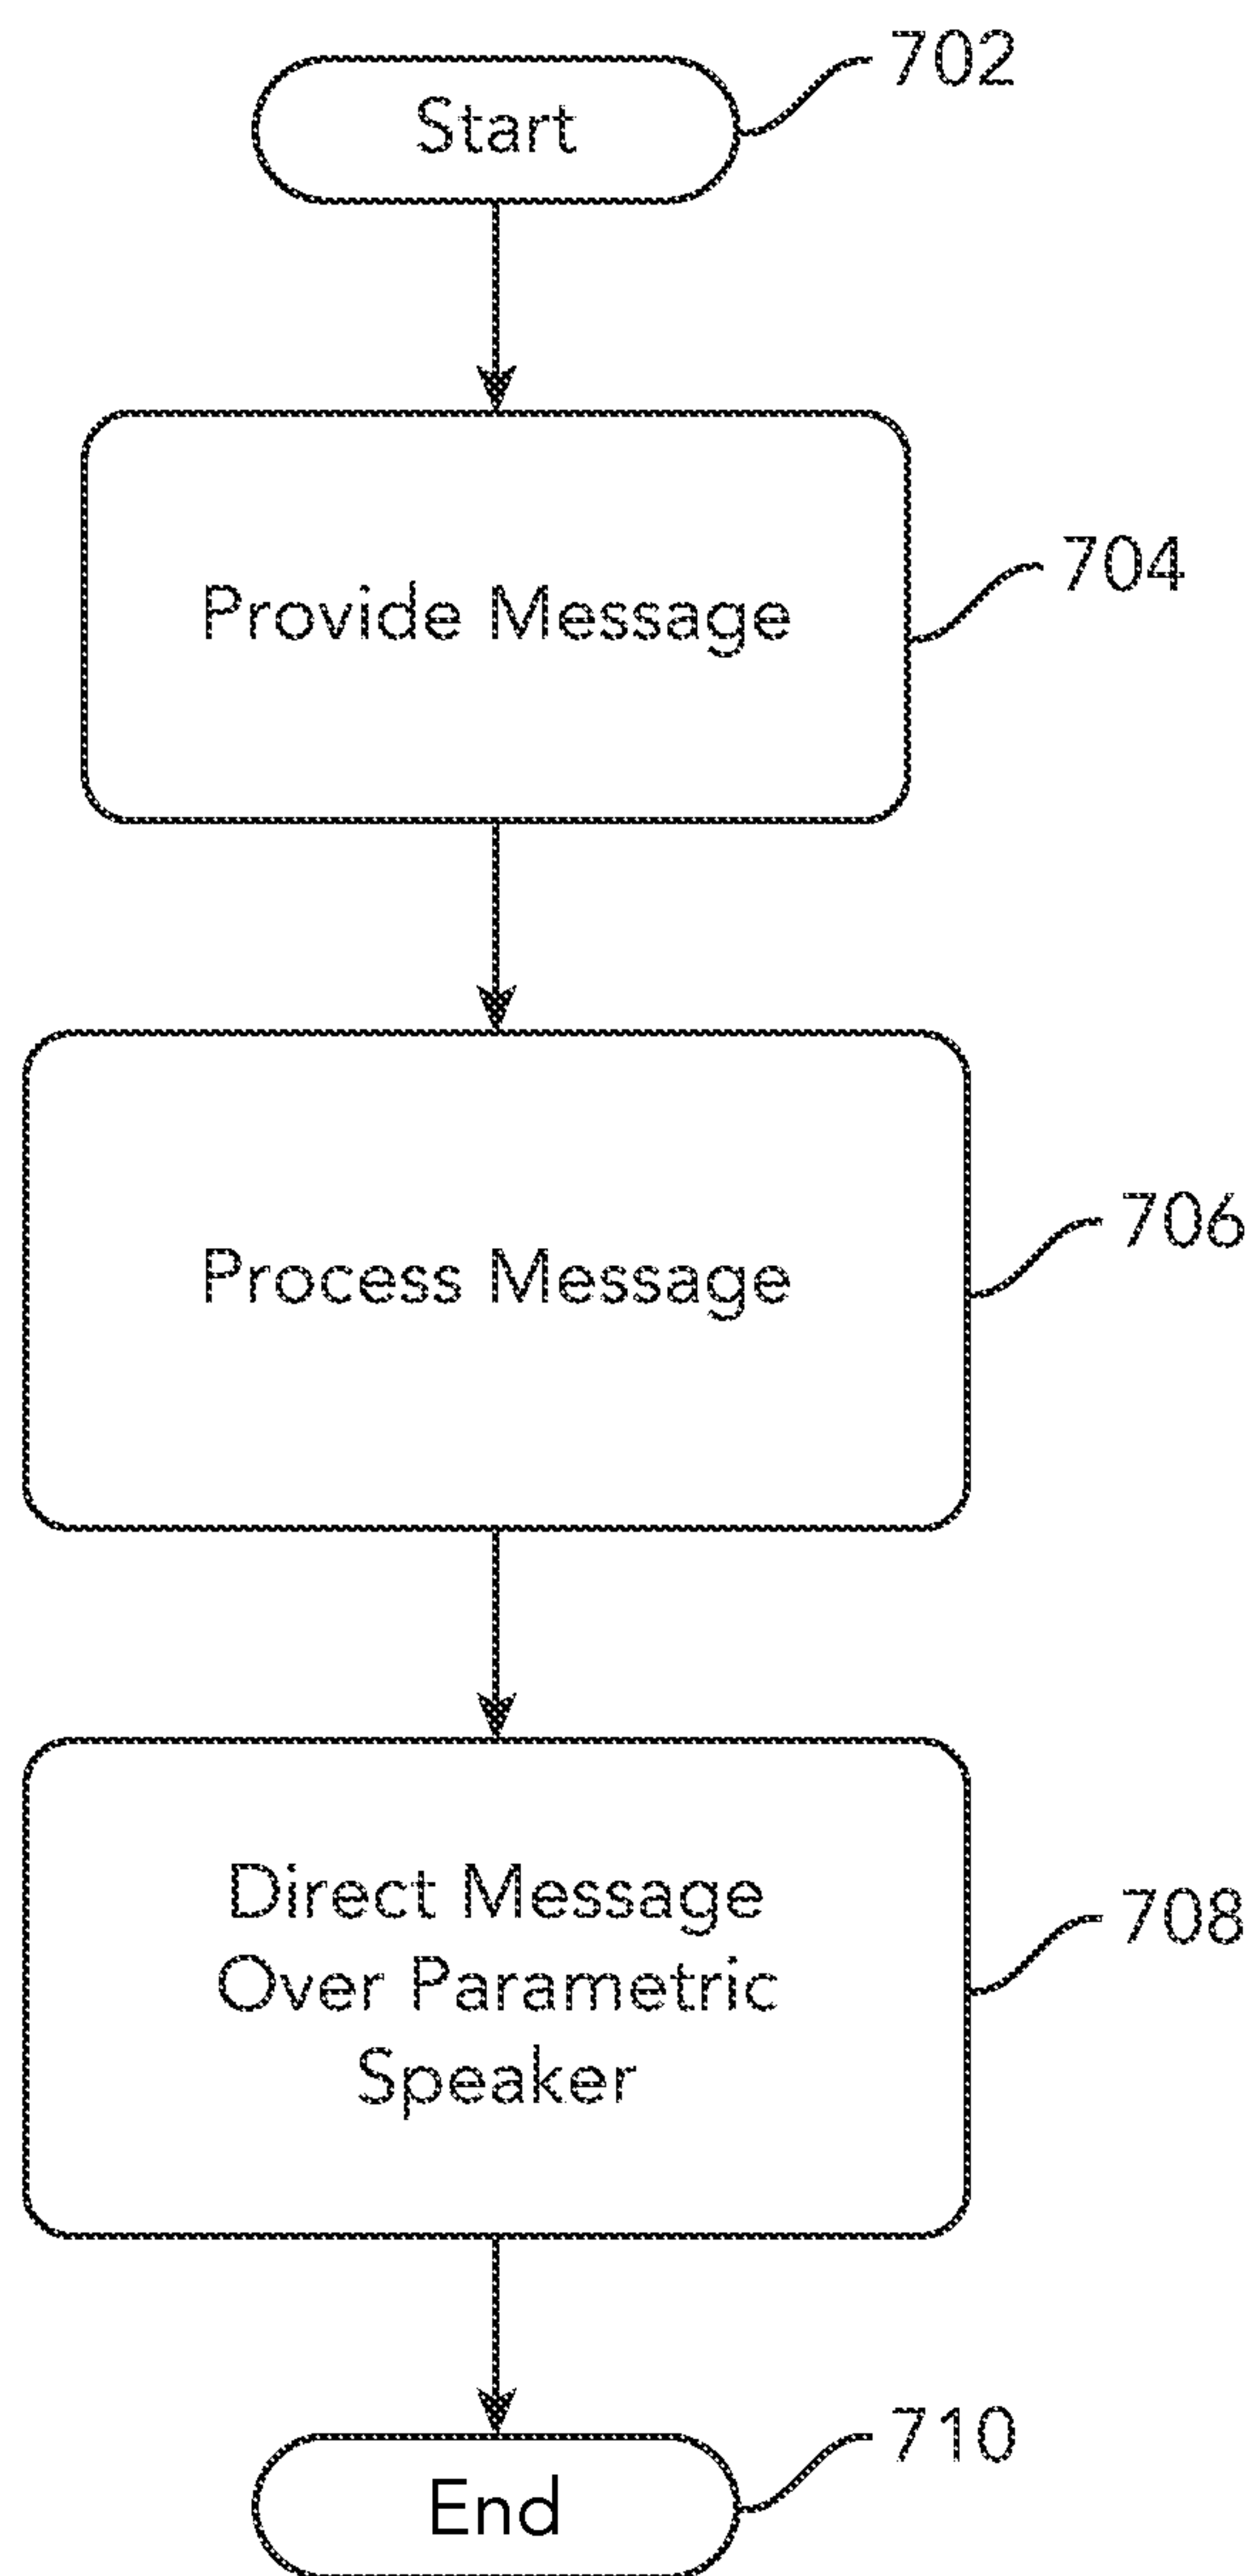 Start
702
Provide Message
704
Process Message
706
Direct Message
Over Parametric
Speaker
708
End
710